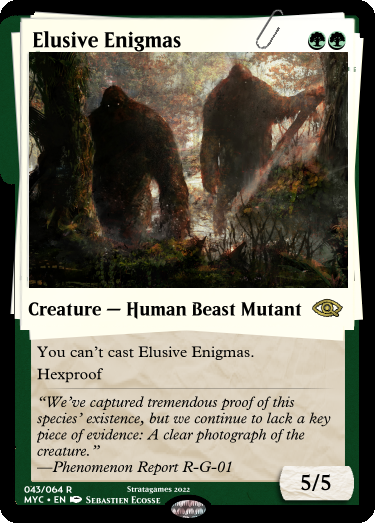 Elusive Enigmas
Creature — Human Beast Mutant
You can't cast Elusive Enigmas.
Hexproof
“We've captured tremendous proof of this
species' existence, but we continue to lack a key
piece of evidence: A clear photograph of the
creature.”
—Phenomenon Report R-G-01
5/5
043/064 R
Stratagames 2022
MYC • EN Sebastien Ecosse